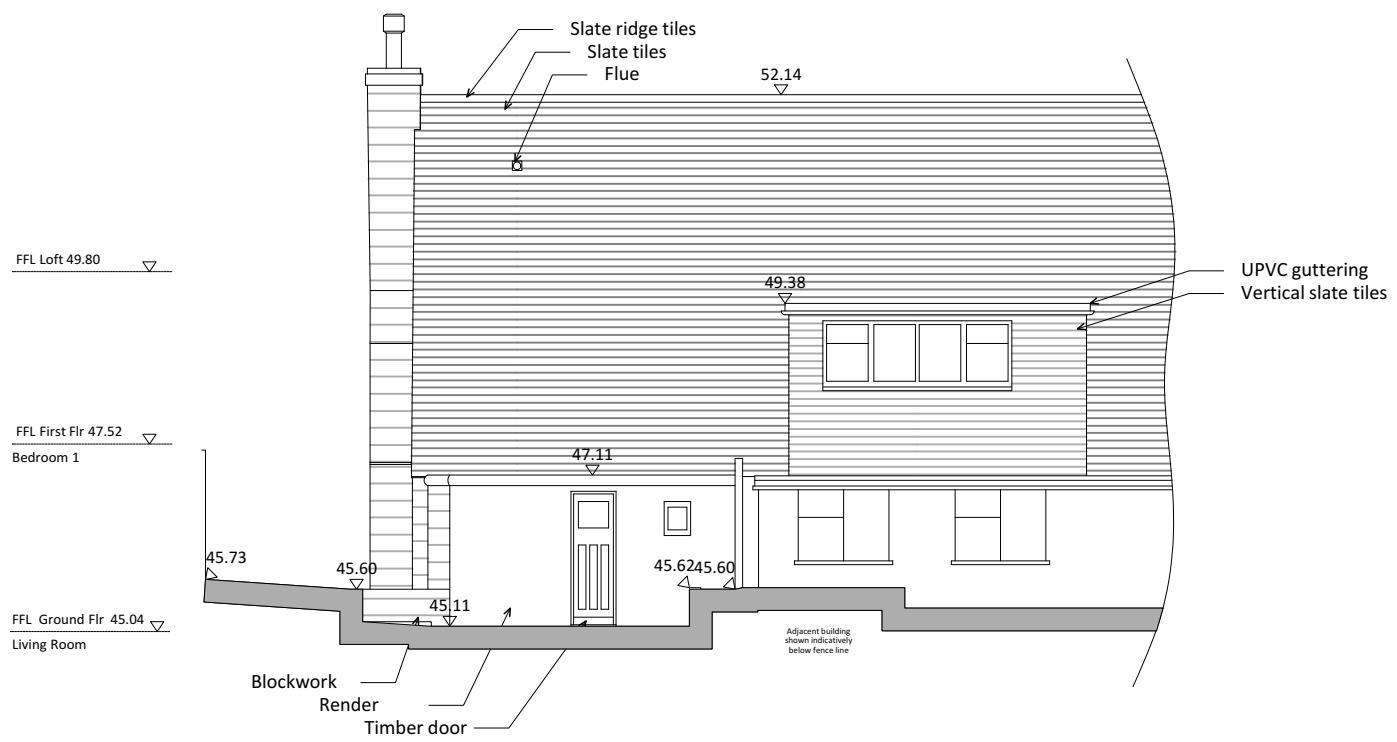 Slate ridge tiles
Slate tiles
Flue
52.14
FFL Loft 49.80
UPVC guttering
49.38
Vertical slate tiles
FFL First Flr 47.52
Bedroom 1
47.11
45.73
45.60
45.62
45.60
45.11
FFL Ground Flr 45.04
Living Room
Adjacent building
shown indicatively
below fence line
Blockwork
Render
Timber door